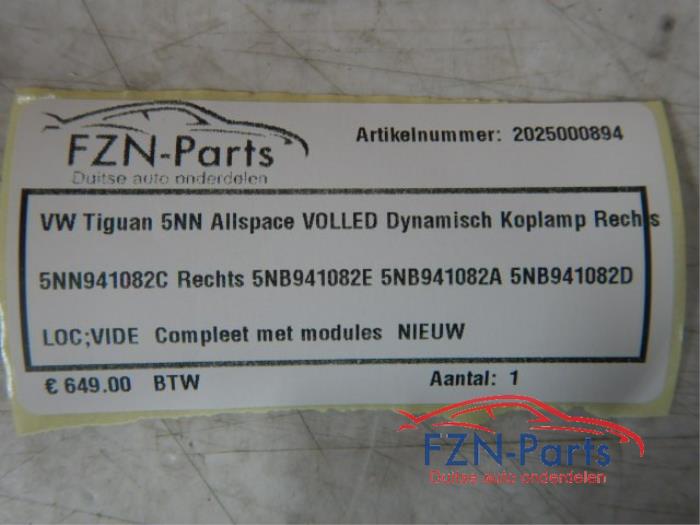 FZN-Parts
Duitse auto onderdelen
Artikelnummer: 2025000894
VW Tiguan 5NN Allspace VOLLED Dynamisch Koplamp Rechts
5NN941082C Rechts 5NB941082E 5NB941082A 5NB941082D
LOC;VIDE Compleet met modules NIEUW
€ 649.00 BTW
Aantal: 1
FZN-Parts
Duitse auto onderdelen